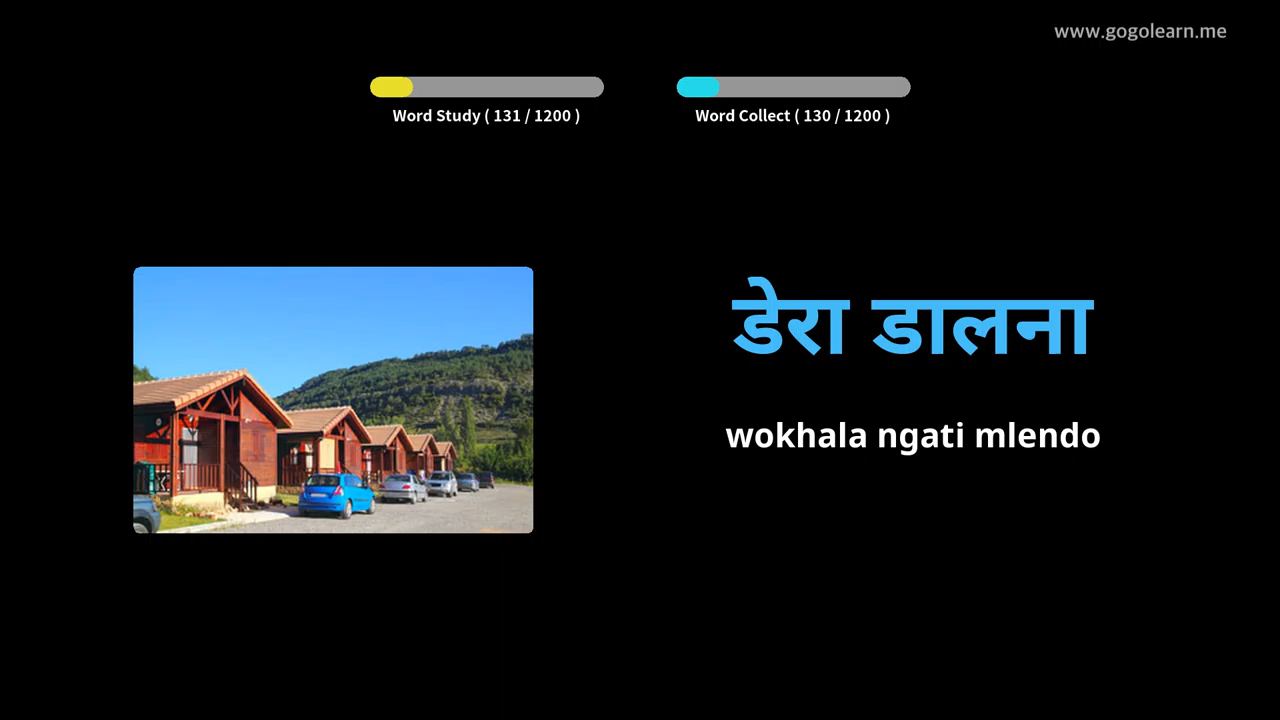 www.gogolearn.me
Word Study ( 131 / 1200 )
Word Collect ( 130 / 1200 )
डेरा डालना
wokhala ngati mlendo